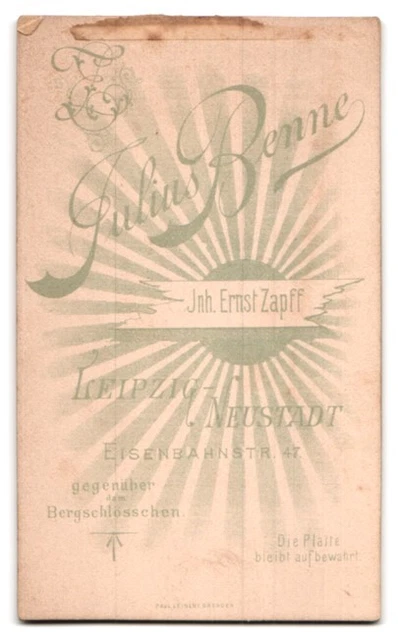 Julius Benne
Jnh. Ernst Zapff
LEIPZIG-
NEUSTADT
EISENBAHNSTR. 47.
gegenüber
dem
Bergschlösschen.
Die Platte
bleibt aufbewahrt.